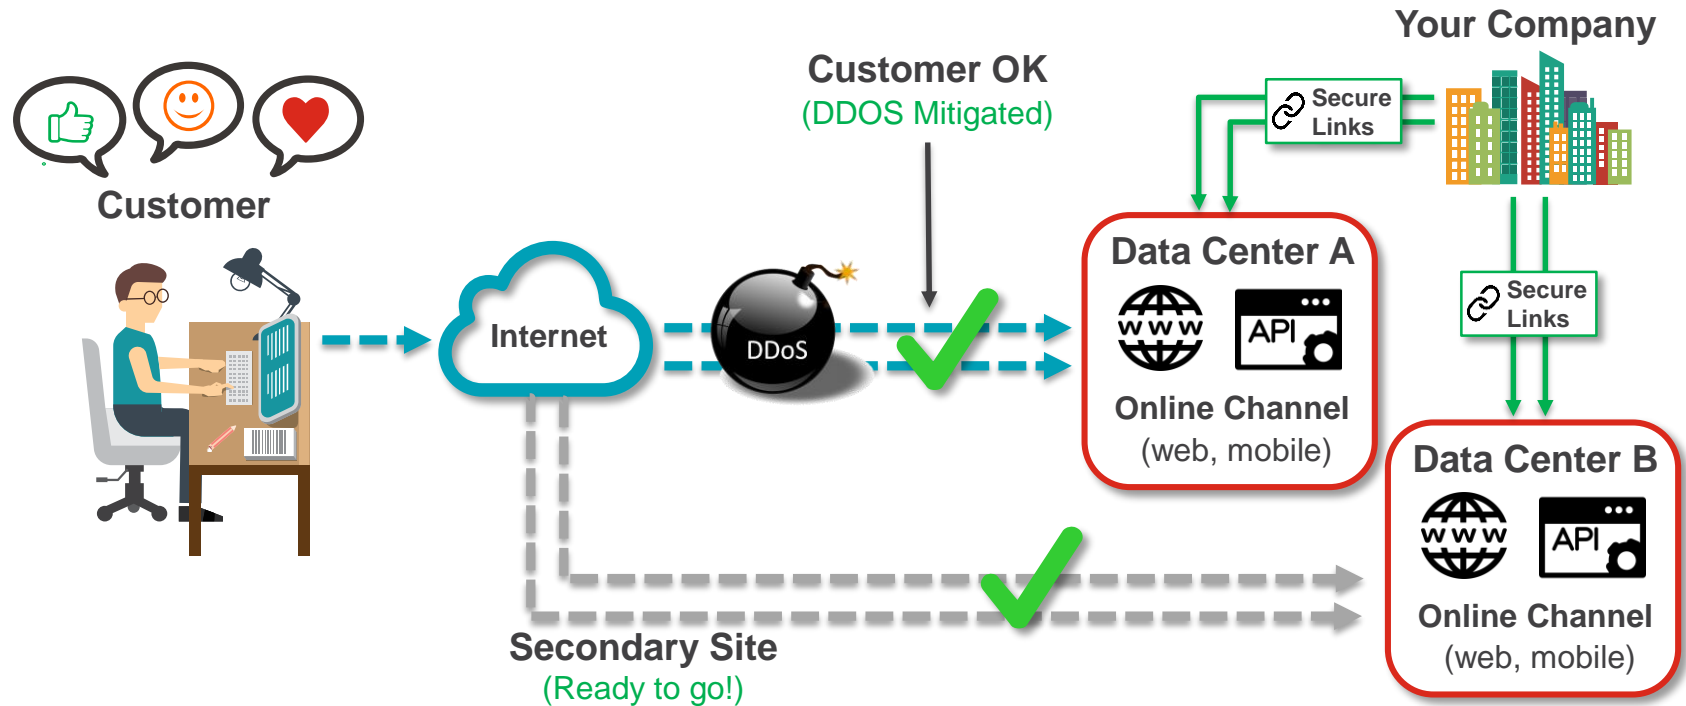 Your Company
Customer OK
(DDOS Mitigated)
Secure
Links
Customer
Data Center A
Internet
DDoS
WWW
API
Secure
Links
Online Channel
(web, mobile)
Data Center B
WWW
API
Online Channel
(web, mobile)
Secondary Site
(Ready to go!)